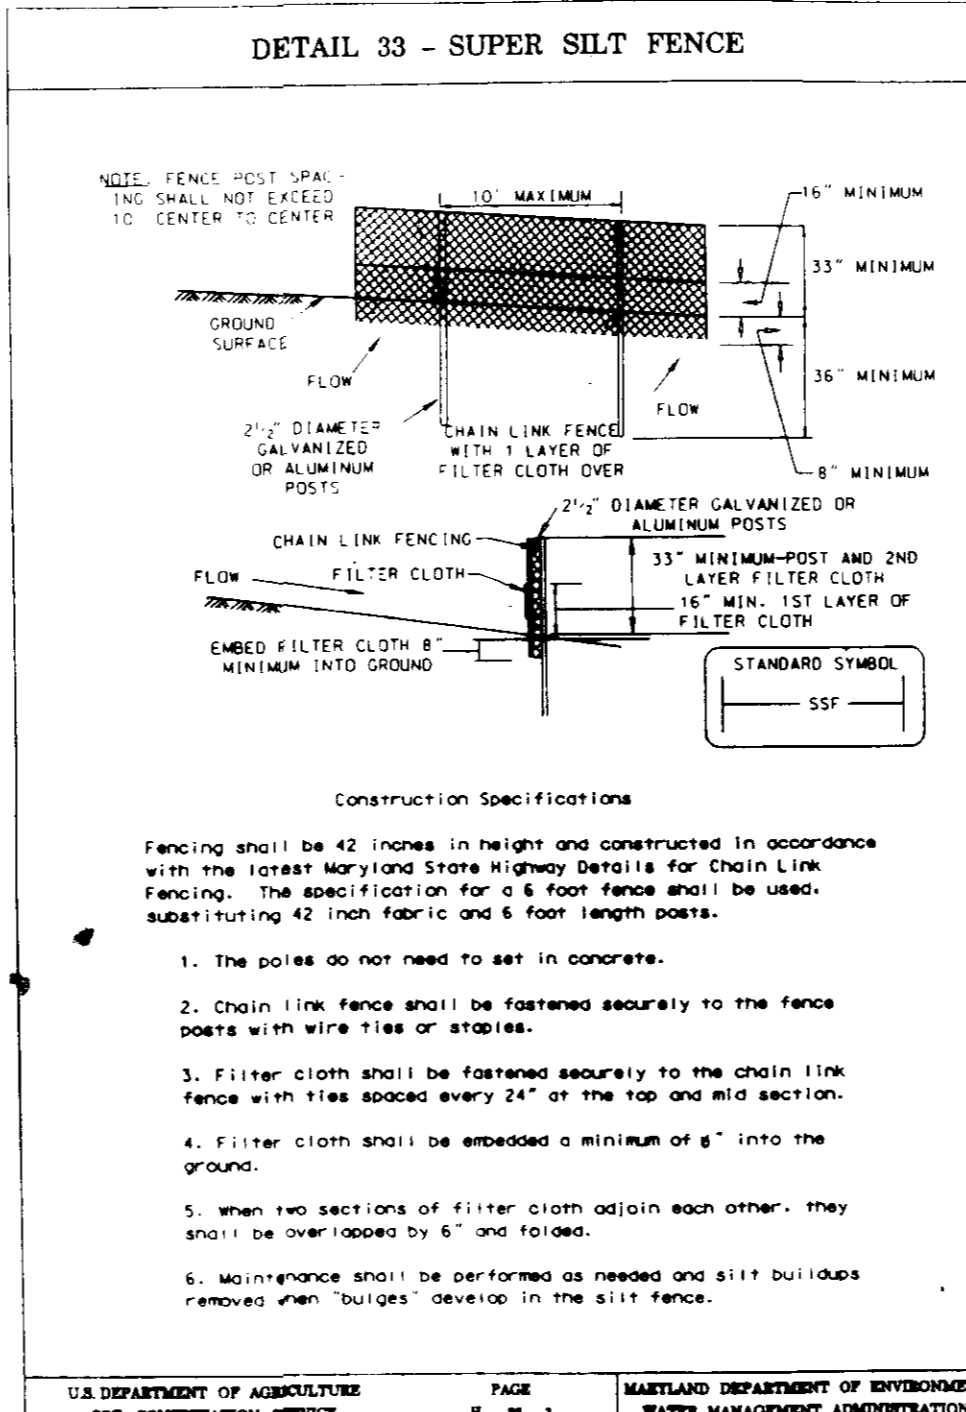 DETAIL 33 - SUPER SILT FENCE
NOTE. FENCE POST SPAC-
ING SHALL NOT EXCEED
10' CENTER TO CENTER
10' MAXIMUM
16" MINIMUM
33" MINIMUM
GROUND
SURFACE
FLOW
FLOW
36" MINIMUM
2 1/2" DIAMETER
GALVANIZED
OR ALUMINUM
POSTS
CHAIN LINK FENCE
WITH 1 LAYER OF
FILTER CLOTH OVER
8" MINIMUM
2 1/2" DIAMETER GALVANIZED OR
ALUMINUM POSTS
CHAIN LINK FENCING
FLOW
FILTER CLOTH
33" MINIMUM-POST AND 2ND
LAYER FILTER CLOTH
16" MIN. 1ST LAYER OF
FILTER CLOTH
EMBED FILTER CLOTH 8"
MINIMUM INTO GROUND
STANDARD SYMBOL
SSF
Construction Specifications
Fencing shall be 42 inches in height and constructed in accordance
with the latest Maryland State Highway Details for Chain Link
Fencing. The specification for a 6 foot fence shall be used,
substituting 42 inch fabric and 6 foot length posts.
1. The poles do not need to set in concrete.
2. Chain link fence shall be fastened securely to the fence
posts with wire ties or staples.
3. Filter cloth shall be fastened securely to the chain link
fence with ties spaced every 24" at the top and mid section.
4. Filter cloth shall be embedded a minimum of 8" into the
ground.
5. When two sections of filter cloth adjoin each other, they
shall be overlapped by 6" and folded.
6. Maintenance shall be performed as needed and silt buildups
removed when "bulges" develop in the silt fence.
U.S. DEPARTMENT OF AGRICULTURE
PAGE
MARYLAND DEPARTMENT OF ENVIRONME
WATER MANAGEMENT ADMINISTRATION